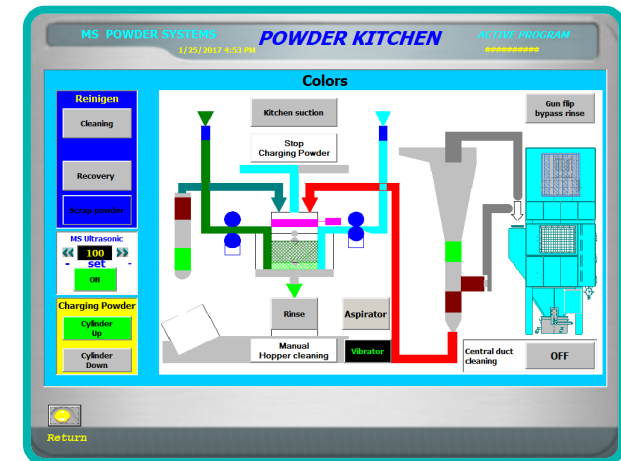 MS POWDER SYSTEMS
1/25/2017 4:53 PM
POWDER KITCHEN
ACTIVE PROGRAM
##########
Colors
Reinigen
Cleaning
Recovery
Scrap powder
MS Ultrasonic
<< 100 >>
- set -
on
Charging Powder
Cylinder
Up
Cylinder
Down
Kitchen suction
Stop
Charging Powder
Gun flip
bypass rinse
Rinse
Aspirator
Manual
Hopper cleaning
Vibrator
Central duct
cleaning
OFF
Return